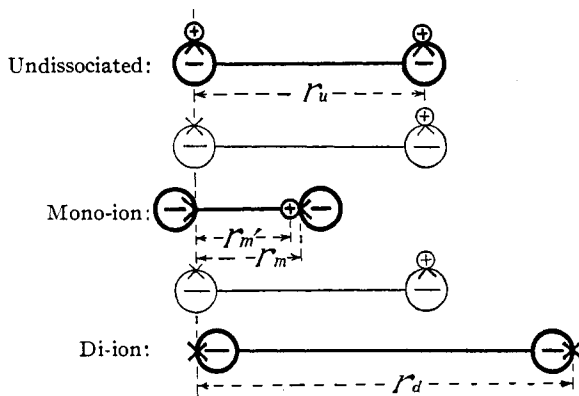 Undissociated:
+ +
− −
r_u
+
− −
Mono-ion:
− + −
r_m'
r_m
+
− −
Di-ion:
− −
r_d